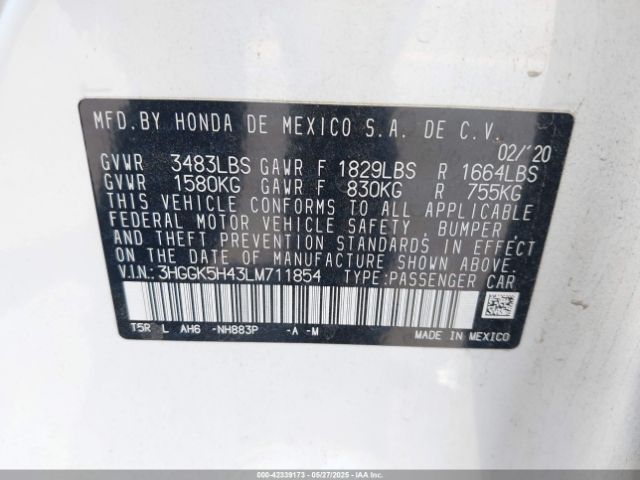 MFD.BY HONDA DE MEXICO S.A. DE C.V.
02/'20
GVWR 3483LBS GAWR F 1829LBS R 1664LBS
GVWR 1580KG GAWR F 830KG R 755KG
THIS VEHICLE CONFORMS TO ALL APPLICABLE
FEDERAL MOTOR VEHICLE SAFETY, BUMPER
AND THEFT PREVENTION STANDARDS IN EFFECT
ON THE DATE OF MANUFACTURE SHOWN ABOVE.
V.I.N.: 3HGGK5H43LM711854 TYPE:PASSENGER CAR
T5R L AH6 -NH883P -A -M MADE IN MEXICO
000-42339173 - 05/27/2025 - IAAI.COM